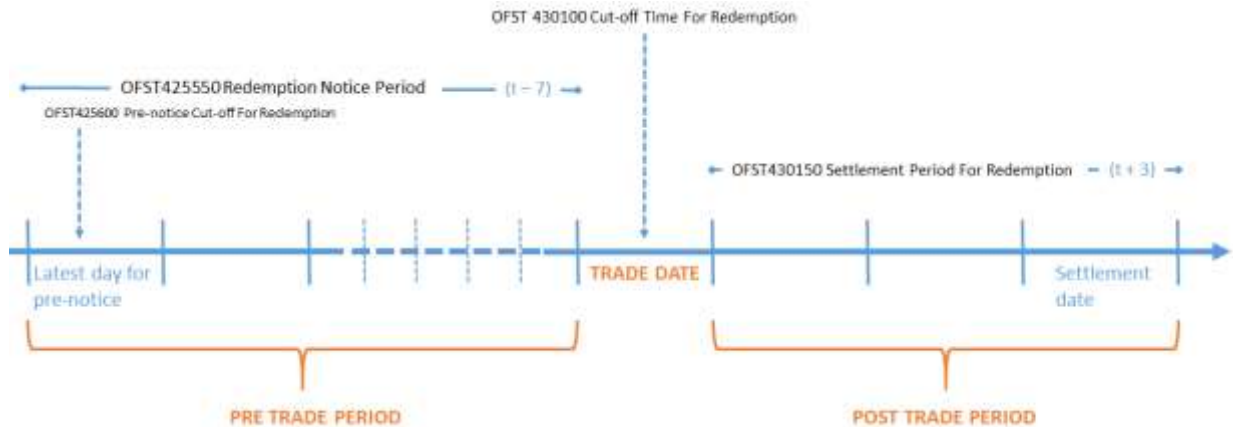 OFST 430100 Cut-off Time For Redemption
OFST425550 Redemption Notice Period (t – 7)
OFST425600 Pre-notice Cut-off For Redemption
OFST430150 Settlement Period For Redemption (t + 3)
Latest day for
pre-notice
TRADE DATE
Settlement
date
PRE TRADE PERIOD
POST TRADE PERIOD